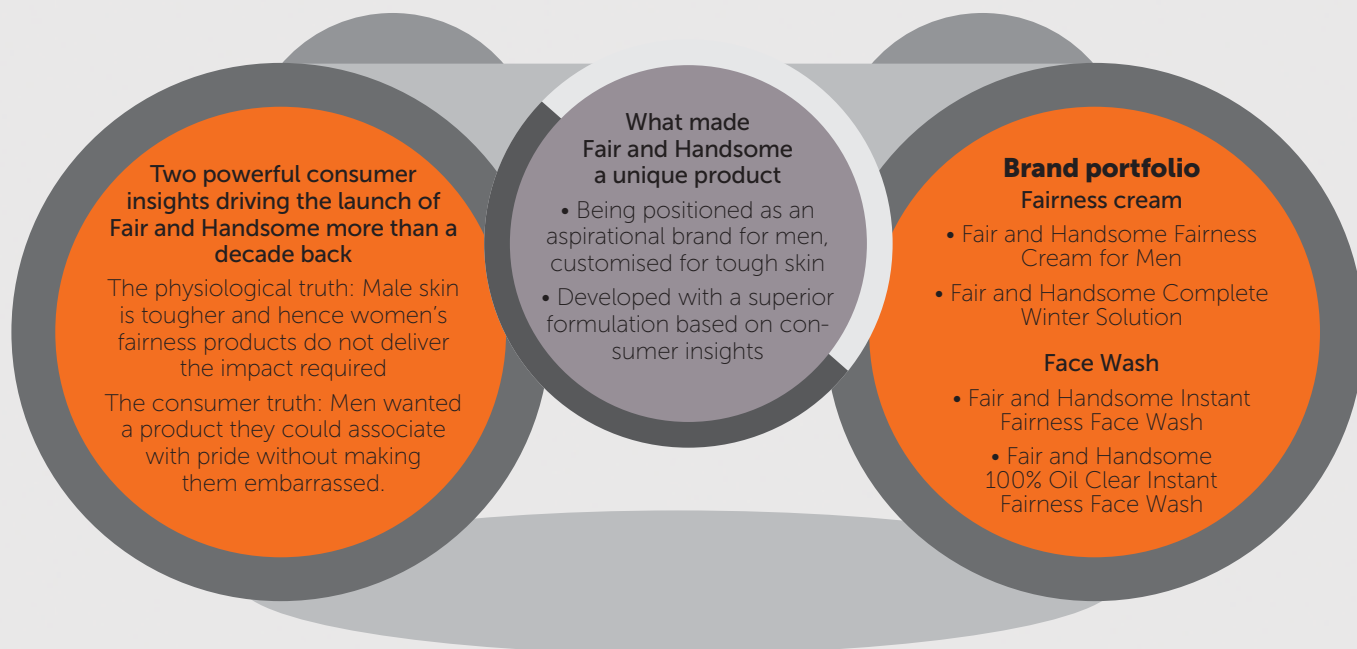 Two powerful consumer
insights driving the launch of
Fair and Handsome more than a
decade back
The physiological truth: Male skin
is tougher and hence women’s
fairness products do not deliver
the impact required
The consumer truth: Men wanted
a product they could associate
with pride without making
them embarrassed.
What made
Fair and Handsome
a unique product
• Being positioned as an
aspirational brand for men,
customised for tough skin
• Developed with a superior
formulation based on con-
sumer insights
Brand portfolio
Fairness cream
• Fair and Handsome Fairness
Cream for Men
• Fair and Handsome Complete
Winter Solution
Face Wash
• Fair and Handsome Instant
Fairness Face Wash
• Fair and Handsome
100% Oil Clear Instant
Fairness Face Wash